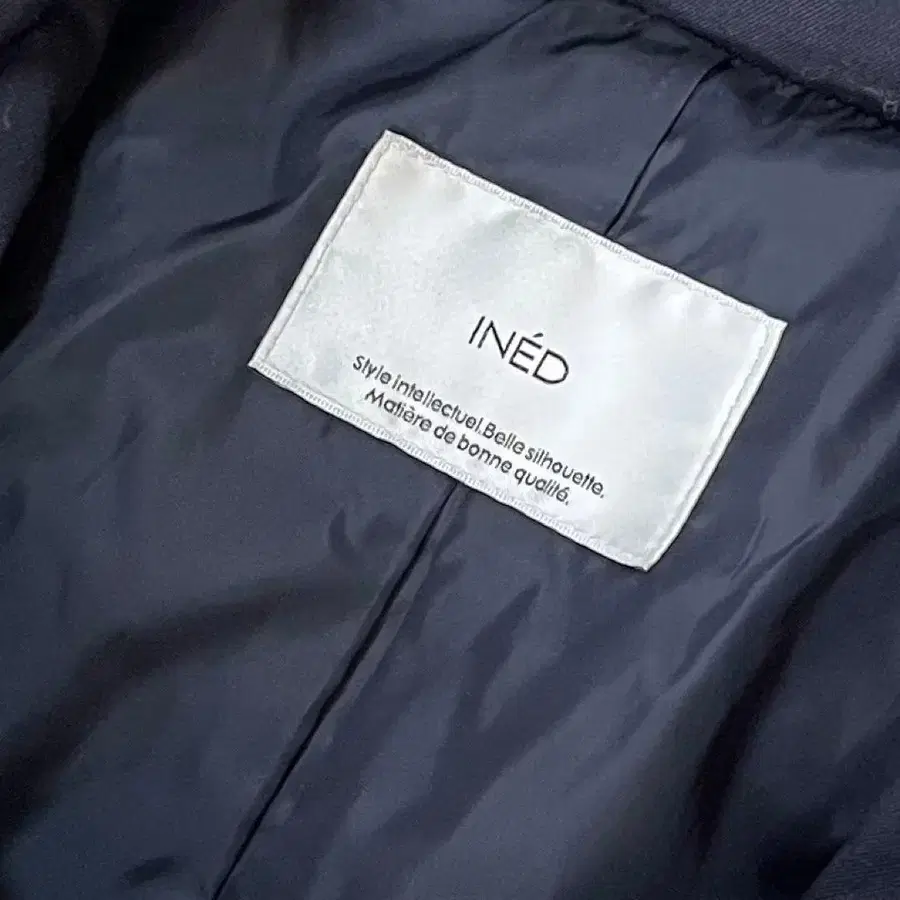 INÉD
Style intellectuel.Belle silhouette.
Matière de bonne qualité.